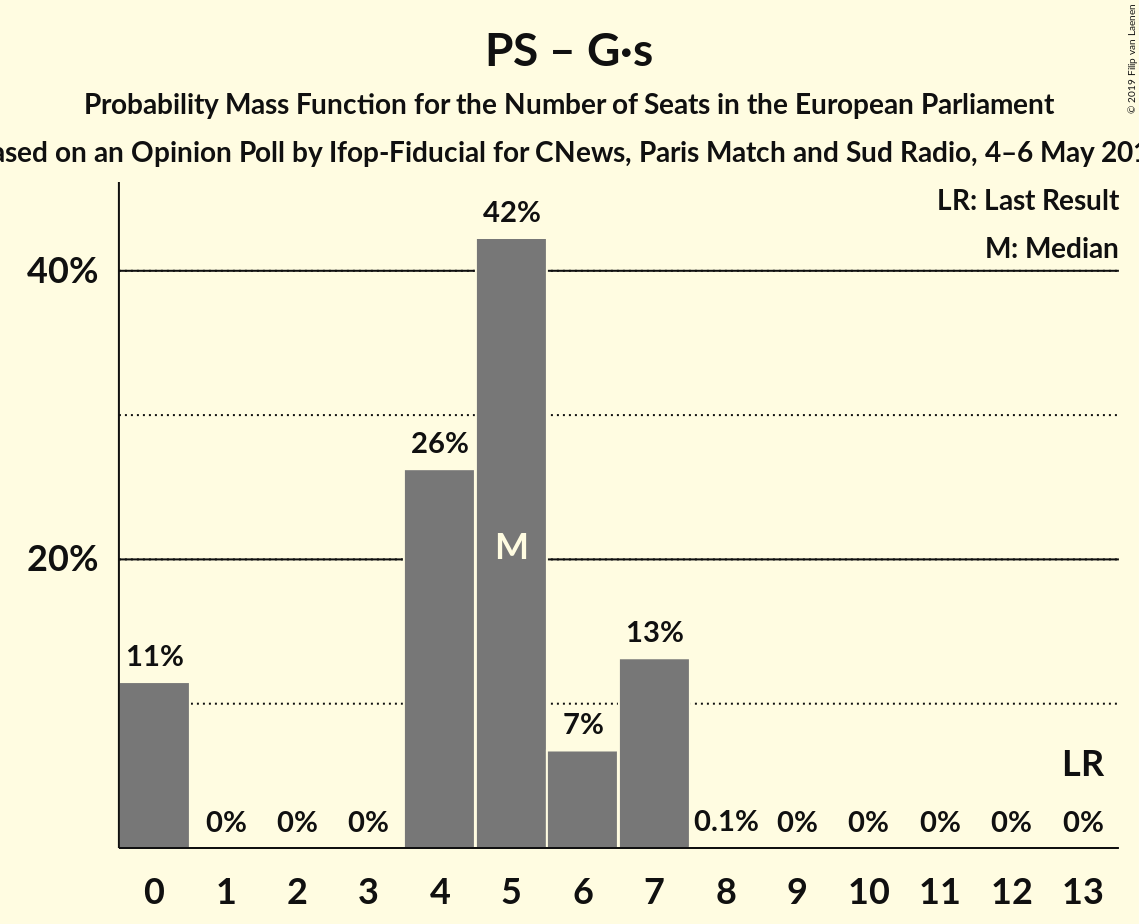 PS – G·s
Probability Mass Function for the Number of Seats in the European Parliament
on an Opinion Poll by Ifop-Fiducial for CNews, Paris Match and Sud Radio, 4–6 May
© 2019 Filip van Laenen
LR: Last Result
M: Median
40%
20%
42%
26%
M
13%
11%
7%
LR
0% 0% 0% 0.1% 0% 0% 0% 0% 0%
0 1 2 3 4 5 6 7 8 9 10 11 12 13